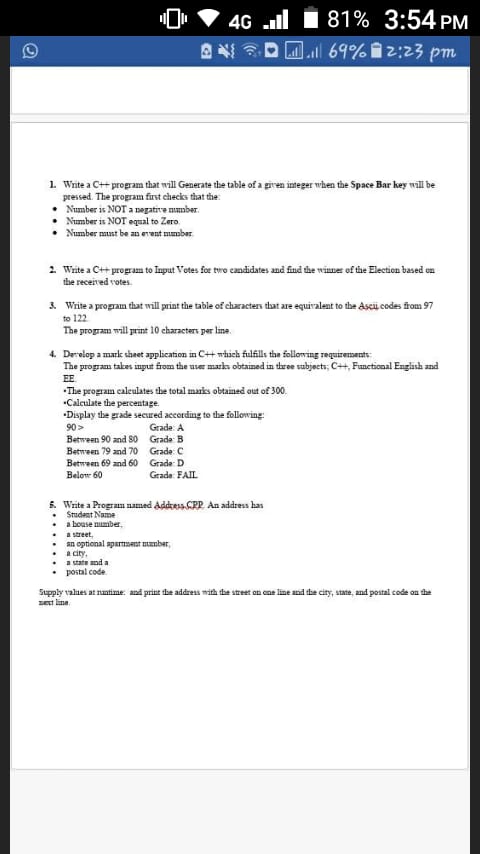 4G 81% 3:54 PM
69% 2:23 pm
1. Write a C++ program that will Generate the table of a given integer when the Space Bar key will be
pressed. The program first checks that the:
• Number is NOT a negative number.
• Number is NOT equal to Zero.
• Number must be an event number.
2. Write a C++ program to Input Votes for two candidates and find the winner of the Election based on
the received votes.
3. Write a program that will print the table of characters that are equivalent to the Ascii codes from 97
to 122.
The program will print 10 characters per line.
4. Develop a mark sheet application in C++ which fulfills the following requirements:
The program takes input from the user marks obtained in three subjects; C++, Functional English and
EE.
•The program calculates the total marks obtained out of 300.
•Calculate the percentage.
•Display the grade secured according to the following:
90 > Grade: A
Between 90 and 80 Grade: B
Between 79 and 70 Grade: C
Between 69 and 60 Grade: D
Below 60 Grade: FAIL
5. Write a Program named Address.CPP. An address has
• Student Name
• a house number,
• a street,
• an optional apartment number,
• a city,
• a state and a
• postal code.
Supply values at runtime: and print the address with the street on one line and the city, state, and postal code on the
next line.